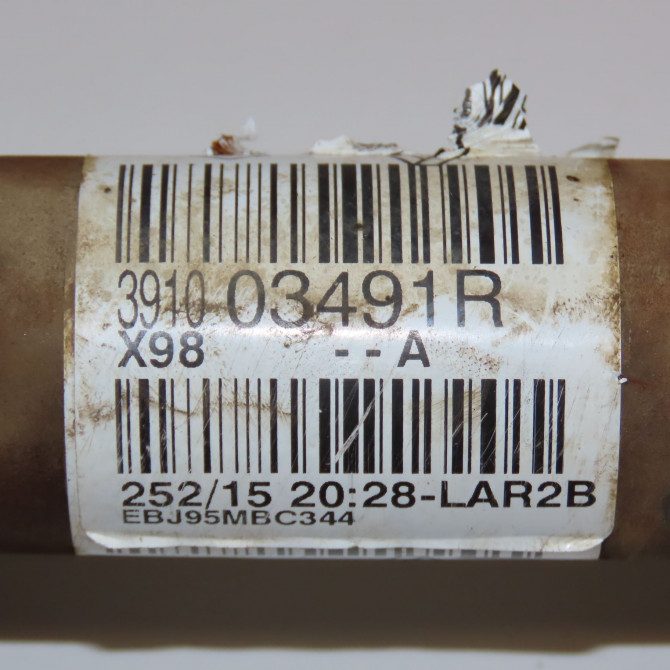 3910 03491R
X98 - - A
252/15 20:28-LAR2B
EBJ95MBC344